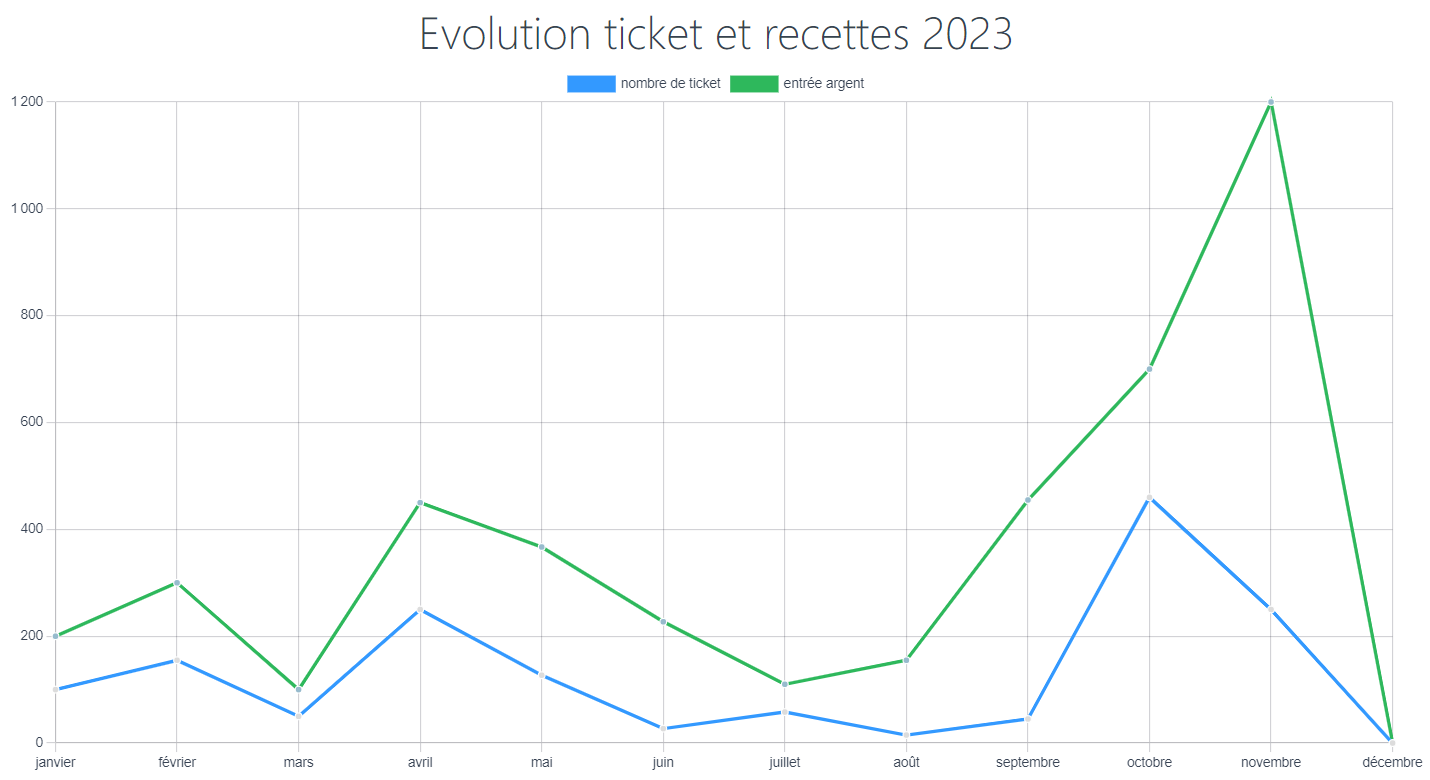 Evolution ticket et recettes 2023
nombre de ticket entrée argent
1 200
1 000
800
600
400
200
0
janvier février mars avril mai juin juillet août septembre octobre novembre décembre